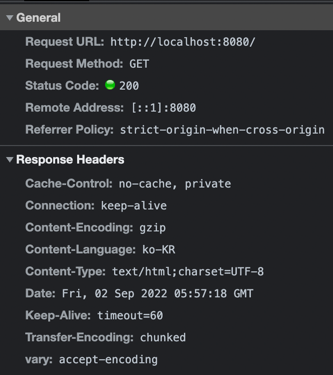 General
Request URL: http://localhost:8080/
Request Method: GET
Status Code: 200
Remote Address: [::1]:8080
Referrer Policy: strict-origin-when-cross-origin
Response Headers
Cache-Control: no-cache, private
Connection: keep-alive
Content-Encoding: gzip
Content-Language: ko-KR
Content-Type: text/html;charset=UTF-8
Date: Fri, 02 Sep 2022 05:57:18 GMT
Keep-Alive: timeout=60
Transfer-Encoding: chunked
vary: accept-encoding